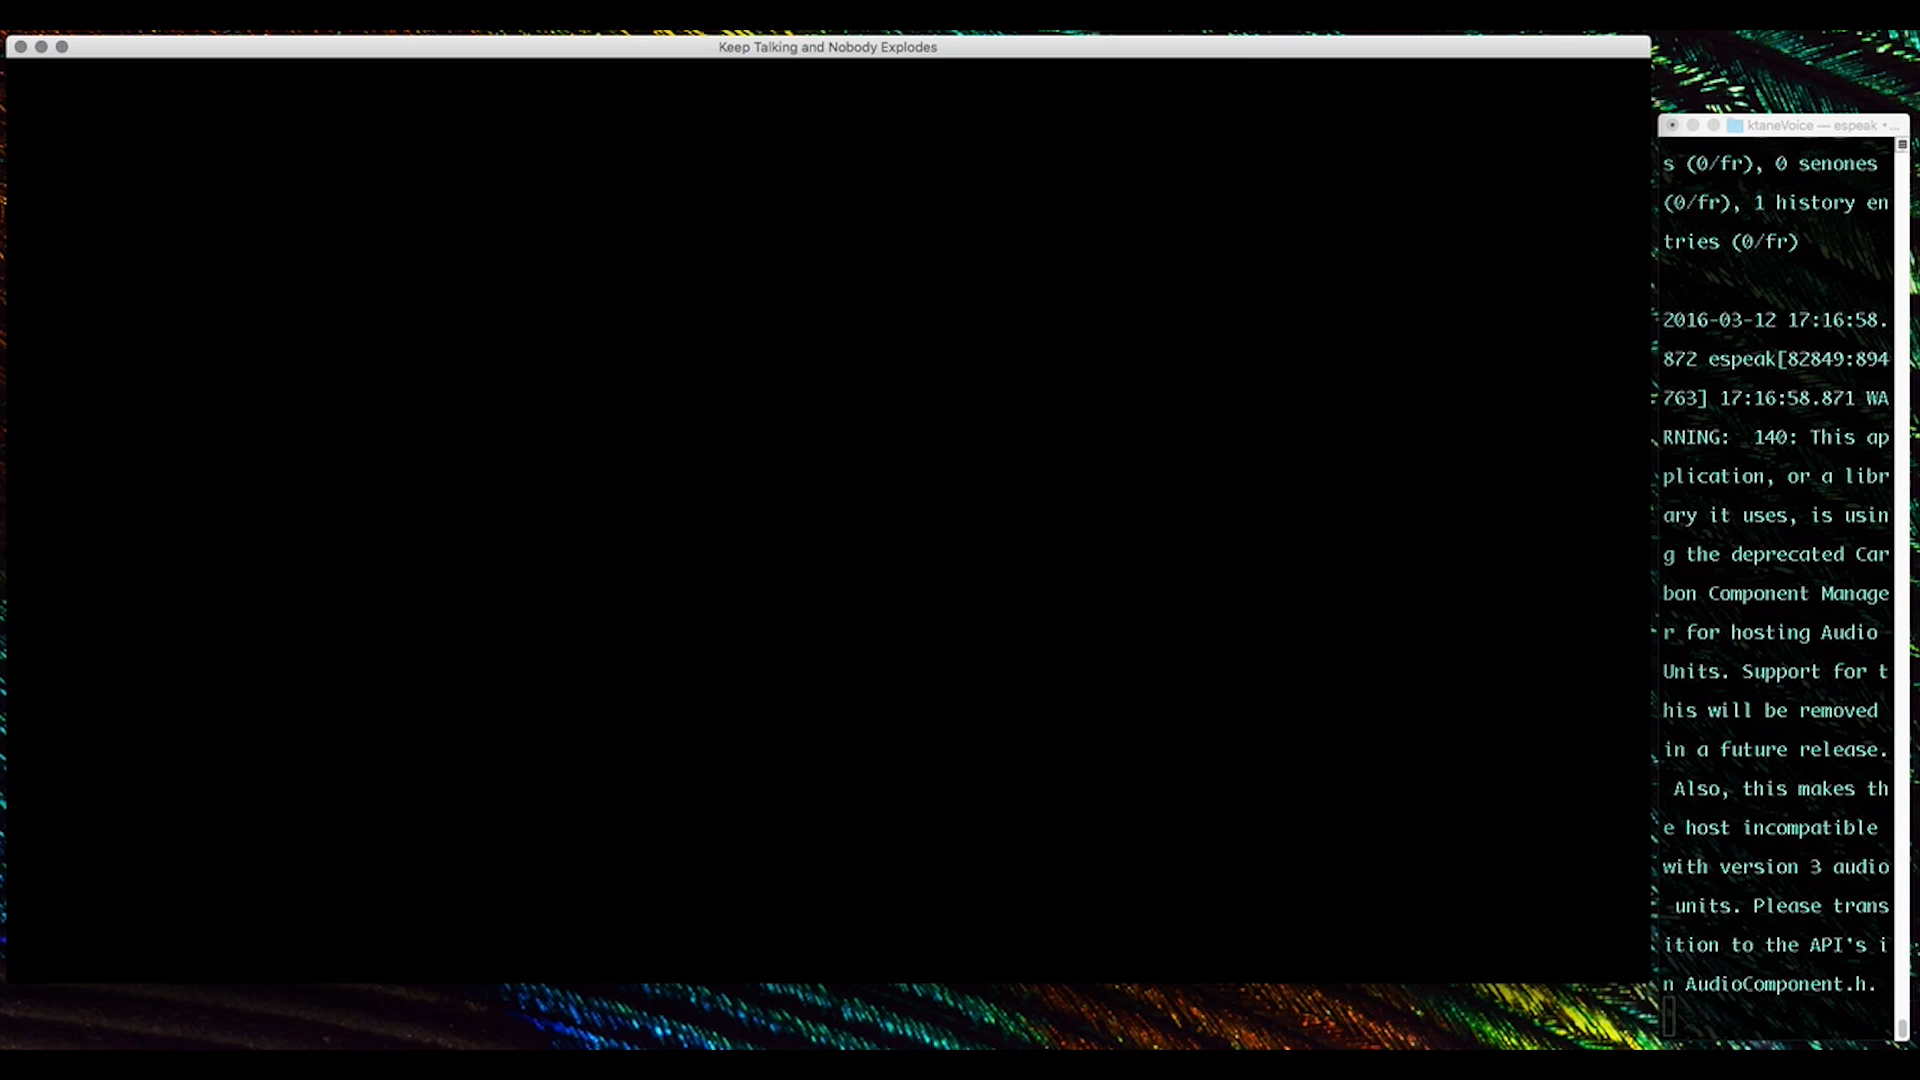 Keep Talking and Nobody Explodes
ktaneVoice — espeak • ...
s (0/fr), 0 senones
(0/fr), 1 history en
tries (0/fr)
2016-03-12 17:16:58.
872 espeak[82849:894
763] 17:16:58.871 WA
RNING:  140: This ap
plication, or a libr
ary it uses, is usin
g the deprecated Car
bon Component Manage
r for hosting Audio
Units. Support for t
his will be removed
in a future release.
Also, this makes th
e host incompatible
with version 3 audio
units. Please trans
ition to the API's i
n AudioComponent.h.